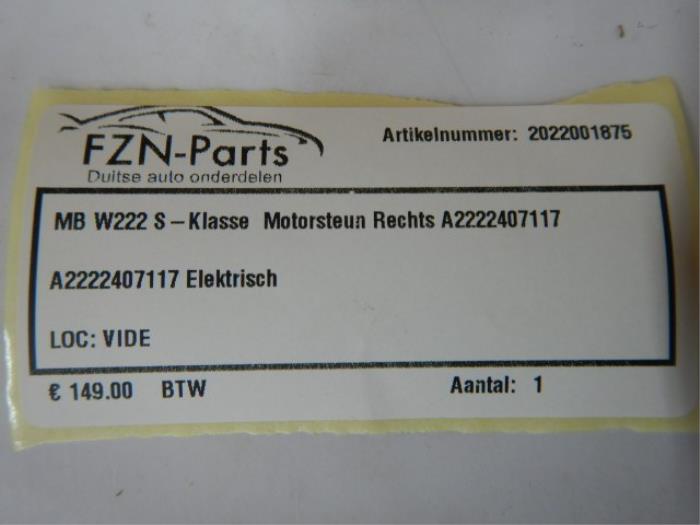 FZN-Parts
Duitse auto onderdelen
Artikelnummer: 2022001875
MB W222 S-Klasse Motorsteun Rechts A2222407117
A2222407117 Elektrisch
LOC: VIDE
€ 149.00 BTW Aantal: 1